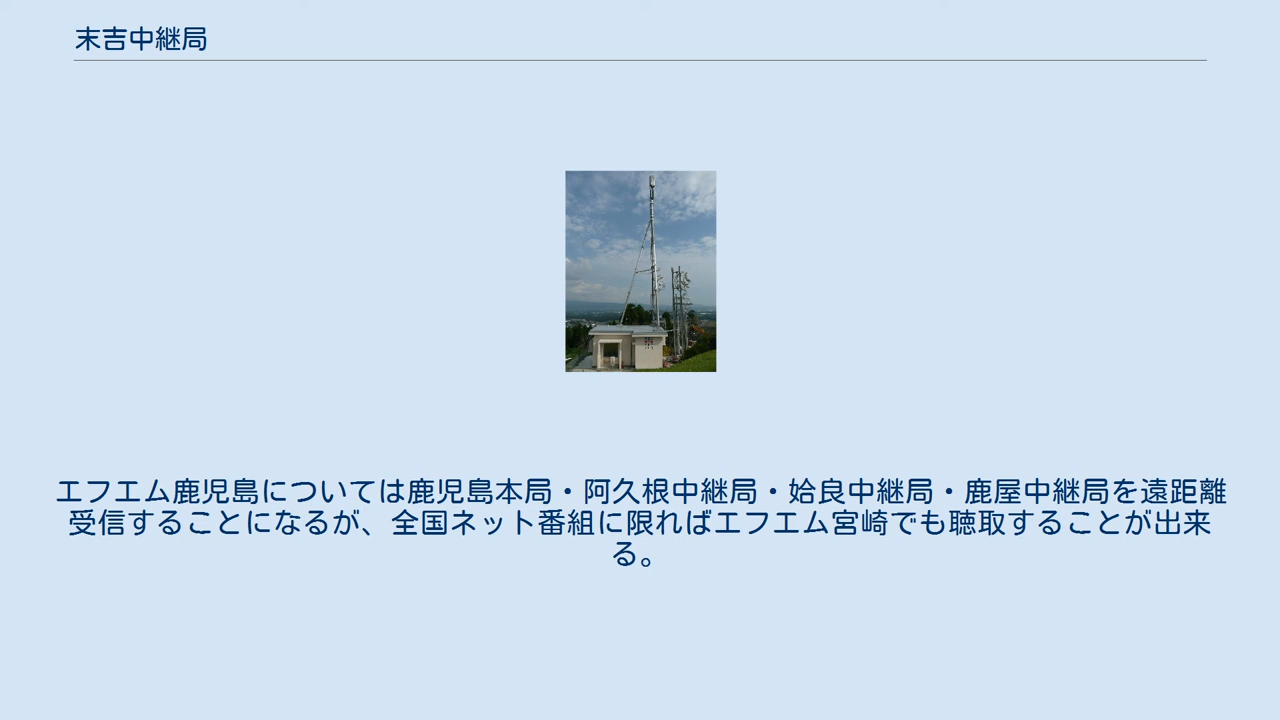 末吉中継局
エフエム鹿児島については鹿児島本局・阿久根中継局・姶良中継局・鹿屋中継局を遠距離
受信することになるが、全国ネット番組に限ればエフエム宮崎でも聴取することが出来
る。